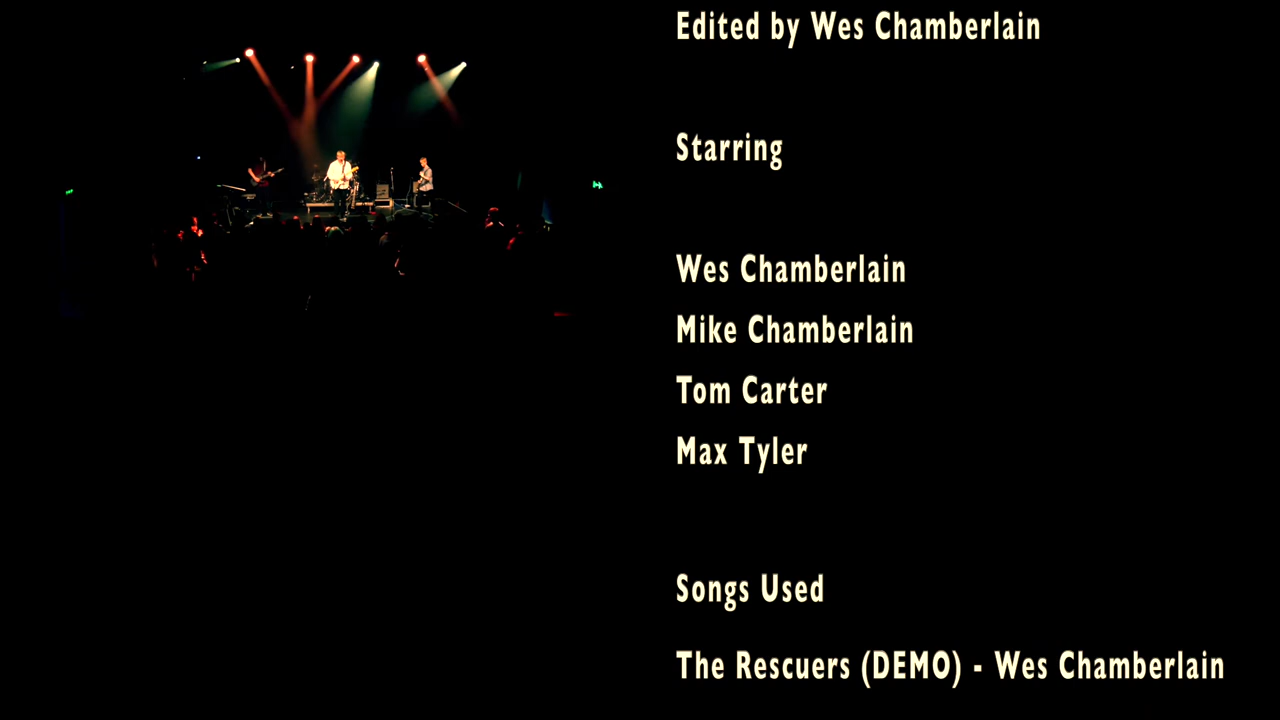 Edited by Wes Chamberlain
Starring
Wes Chamberlain
Mike Chamberlain
Tom Carter
Max Tyler
Songs Used
The Rescuers (DEMO) - Wes Chamberlain